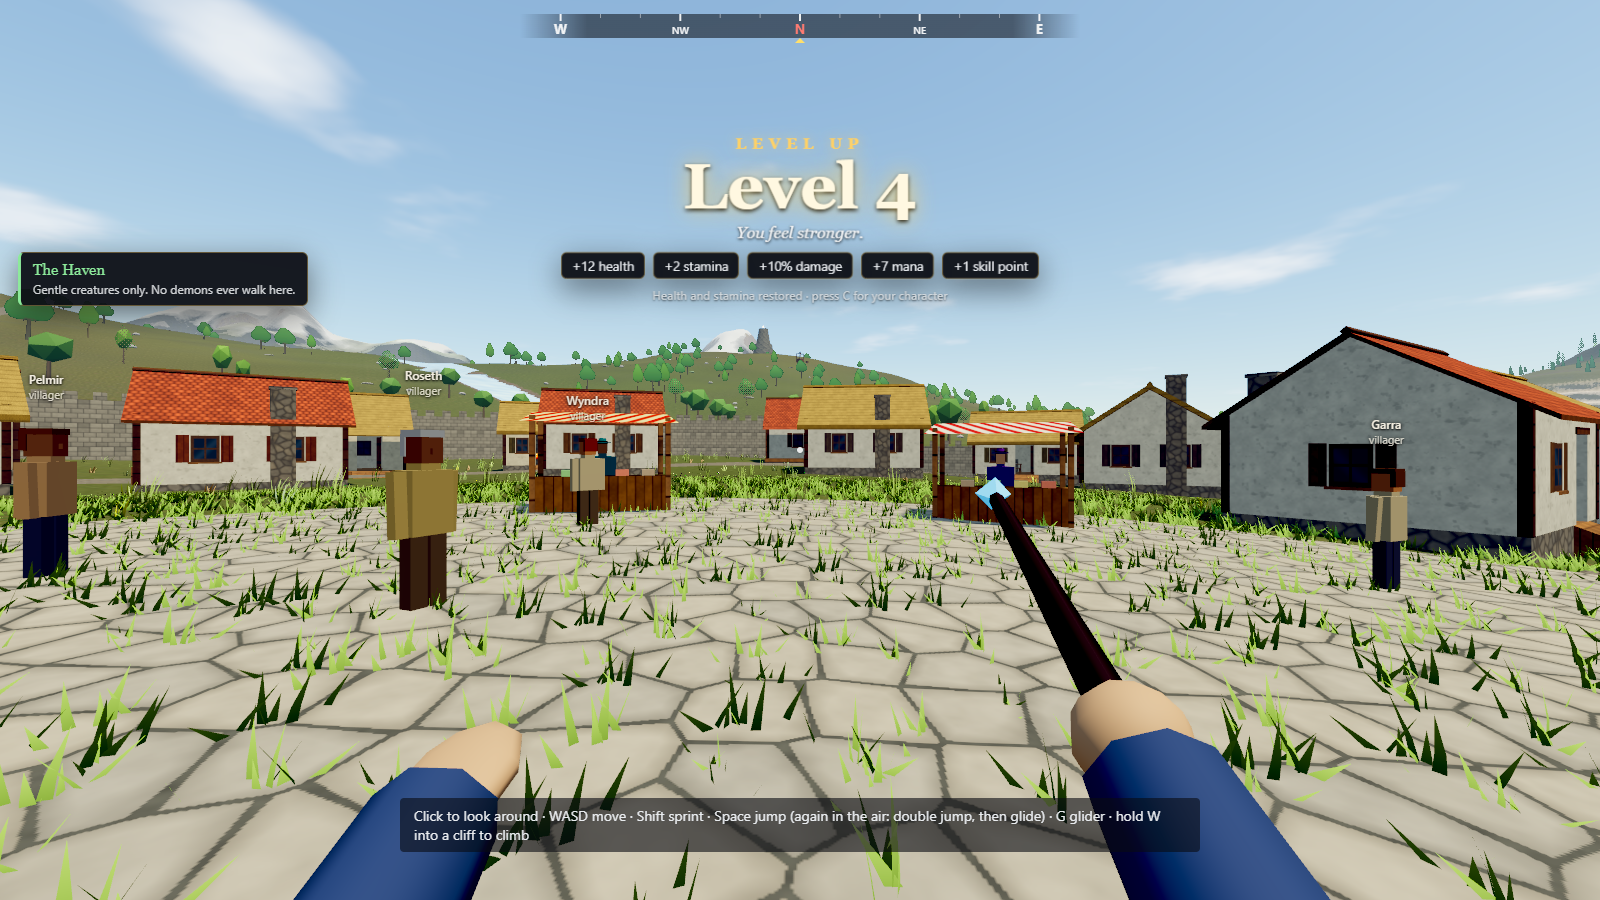 W NW N NE E
LEVEL UP
Level 4
You feel stronger.
+12 health +2 stamina +10% damage +7 mana +1 skill point
Health and stamina restored · press C for your character
The Haven
Gentle creatures only. No demons ever walk here.
Pelmir
villager
Roseth
villager
Wyndra
villager
Garra
villager
Click to look around · WASD move · Shift sprint · Space jump (again in the air: double jump, then glide) · G glider · hold W
into a cliff to climb